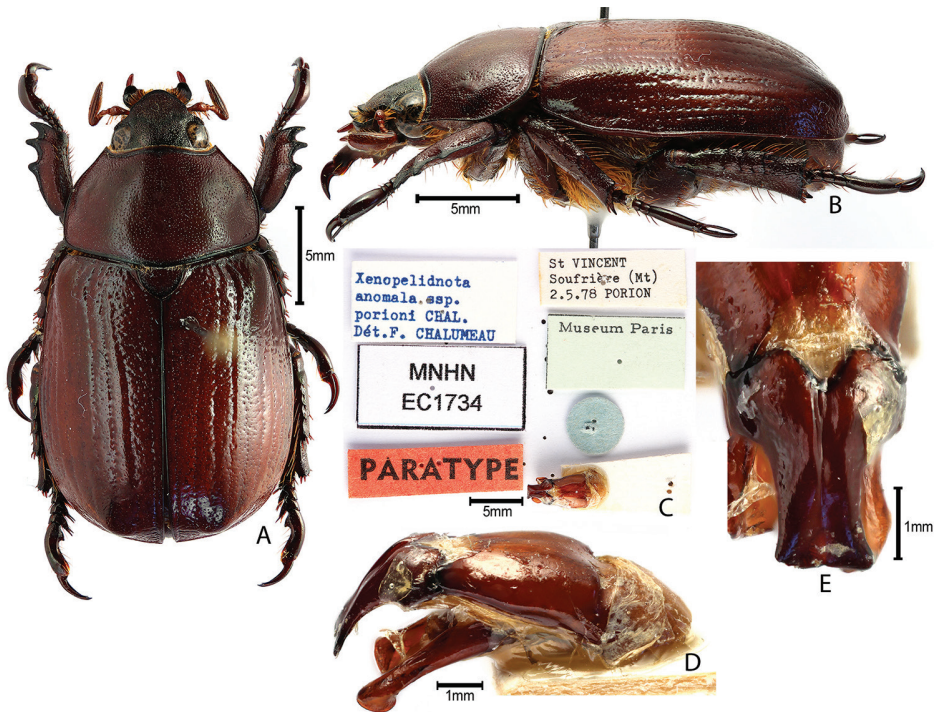 A
5mm
5mm
B
Xenopelidnota
anomala ssp.
porioni CHAL.
Dét.F. CHALUMEAU
St VINCENT
Soufrière (Mt)
2.5.78 PORION
Museum Paris
MNHN
EC1734
PARATYPE
5mm
C
1mm
D
1mm
E